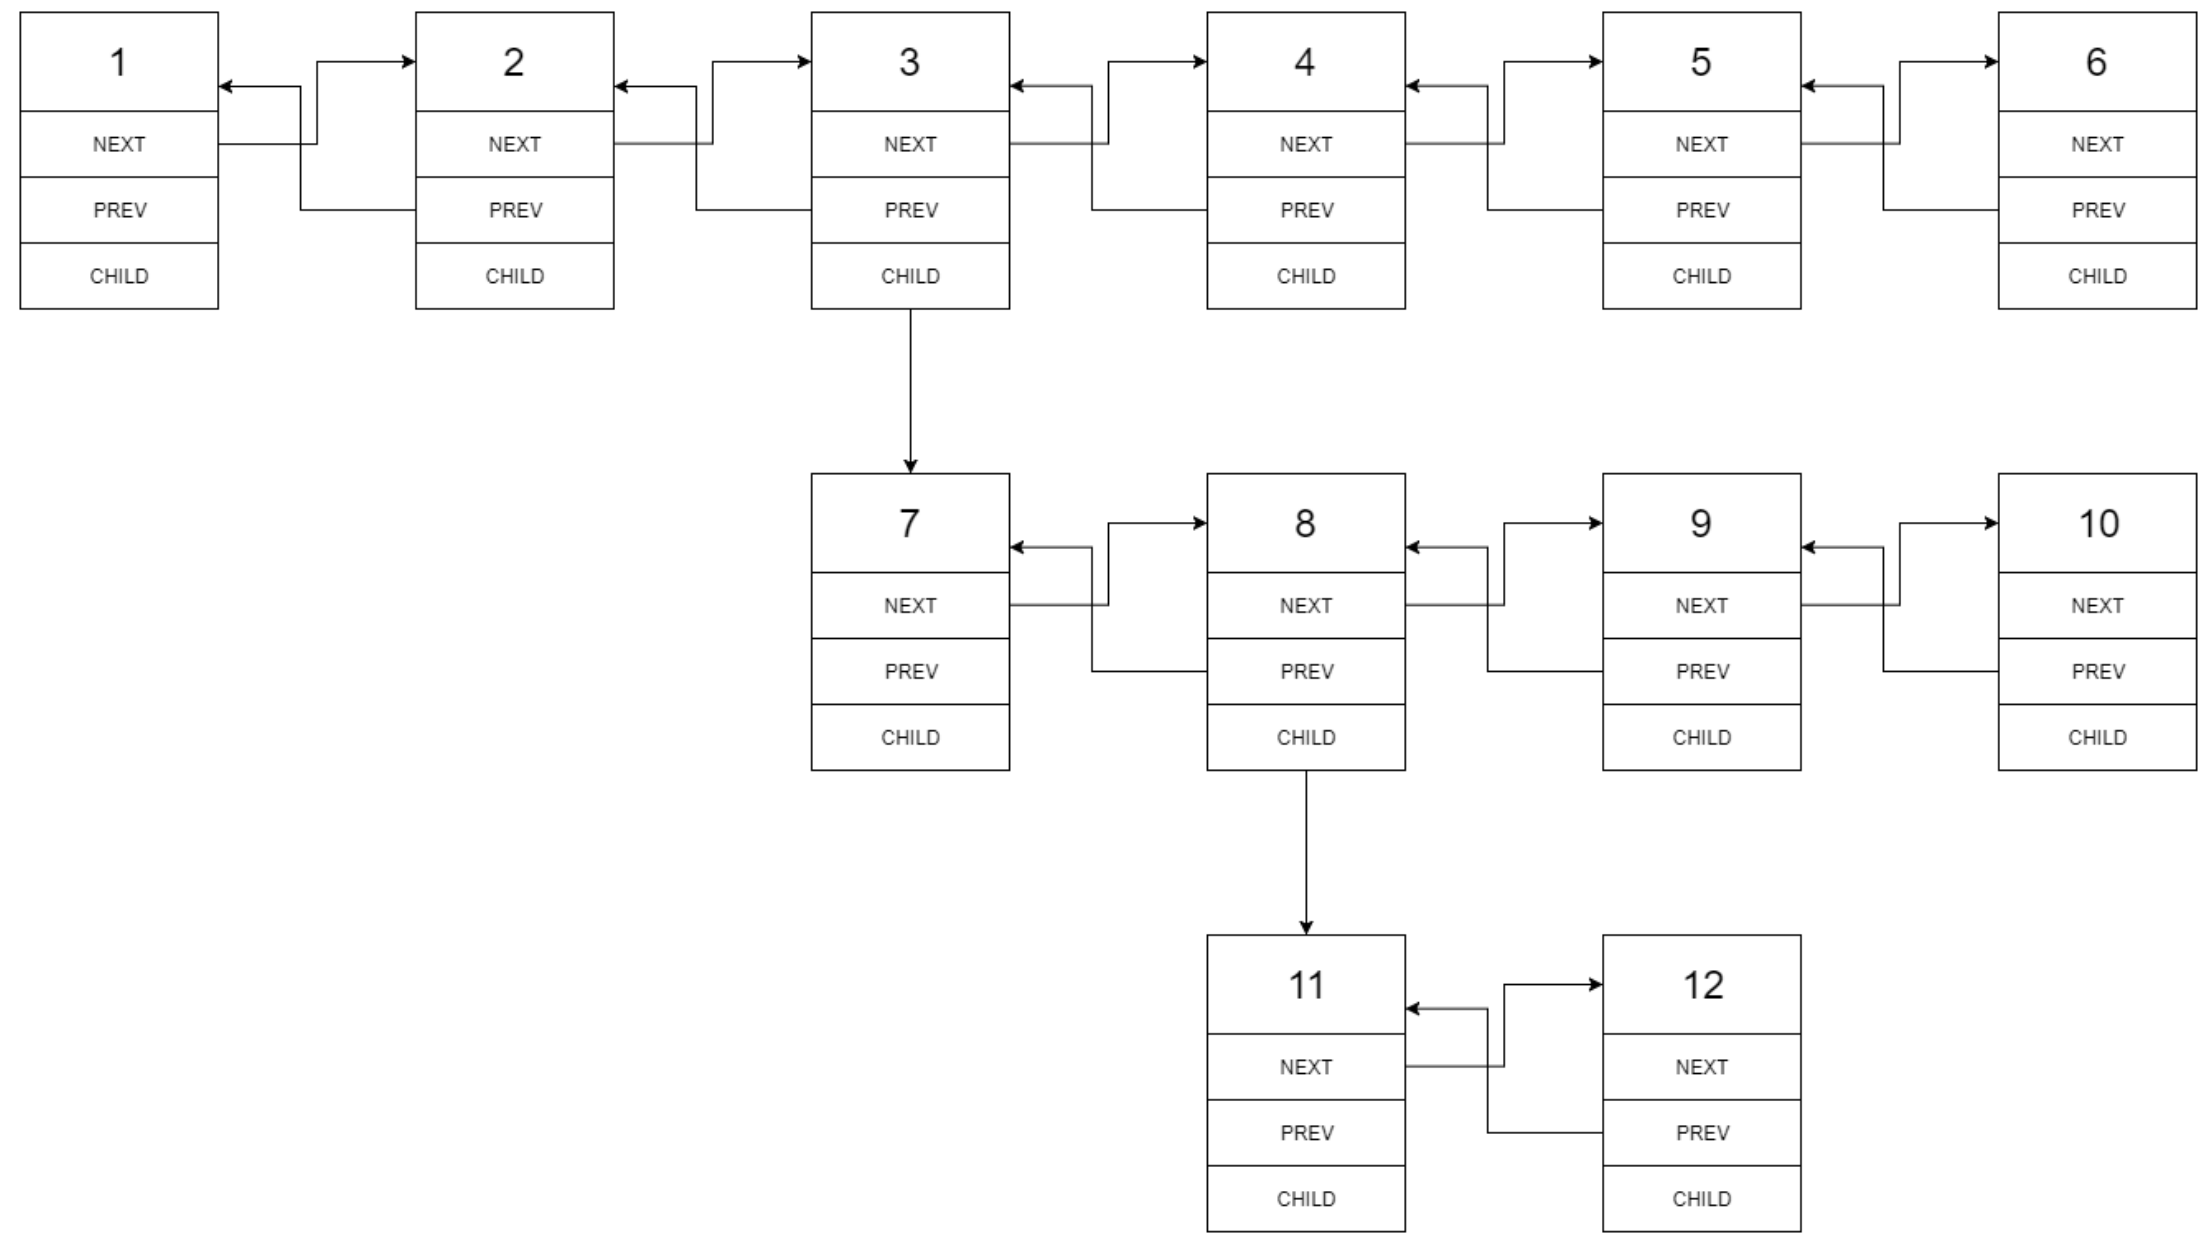 1 2 3 4 5 6
NEXT NEXT NEXT NEXT NEXT NEXT
PREV PREV PREV PREV PREV PREV
CHILD CHILD CHILD CHILD CHILD CHILD
7 8 9 10
NEXT NEXT NEXT NEXT
PREV PREV PREV PREV
CHILD CHILD CHILD CHILD
11 12
NEXT NEXT
PREV PREV
CHILD CHILD